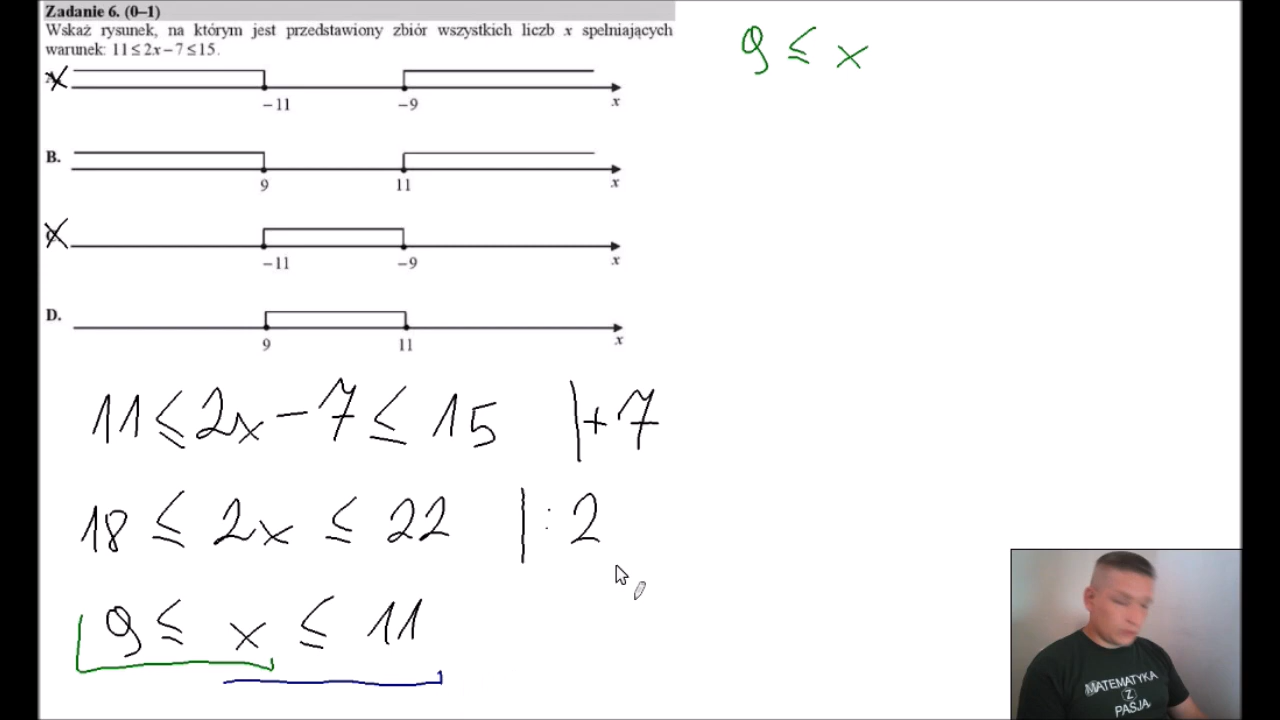 Zadanie 6. (0–1)
Wskaż rysunek, na którym jest przedstawiony zbiór wszystkich liczb x spełniających
warunek: 11 ≤ 2x − 7 ≤ 15.
−11 −9 x
B.
9 11 x
−11 −9 x
D.
9 11 x
11 ≤ 2x − 7 ≤ 15 |+7
18 ≤ 2x ≤ 22 | : 2
9 ≤ x ≤ 11
9 ≤ x
MATEMATYKA
Z
PASJĄ